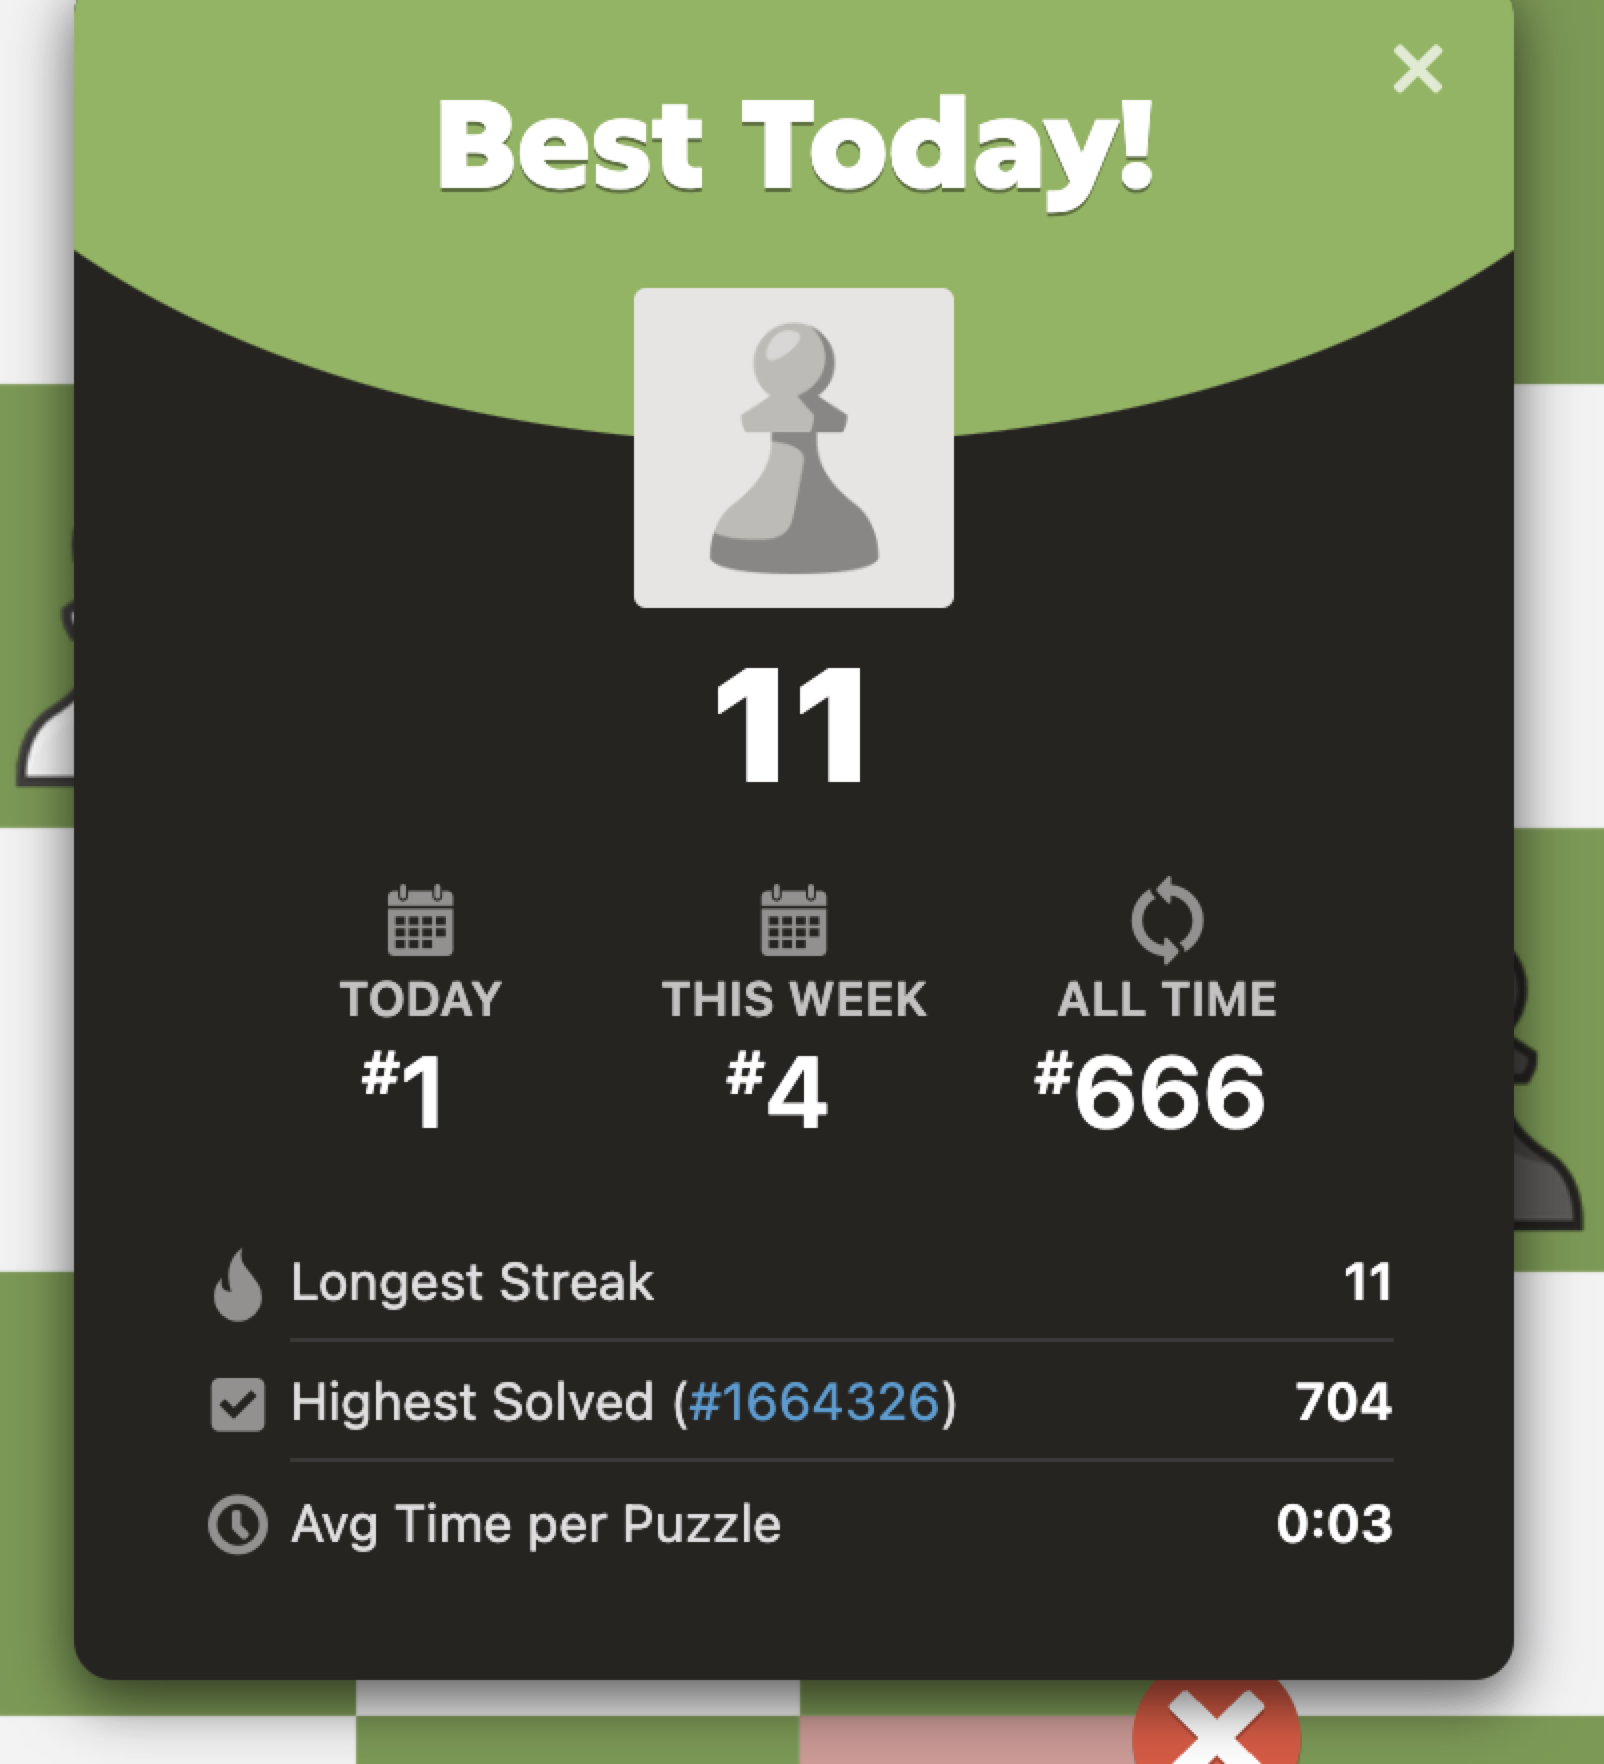 Best Today!
11
TODAY THIS WEEK ALL TIME
#1 #4 #666
Longest Streak 11
Highest Solved (#1664326) 704
Avg Time per Puzzle 0:03